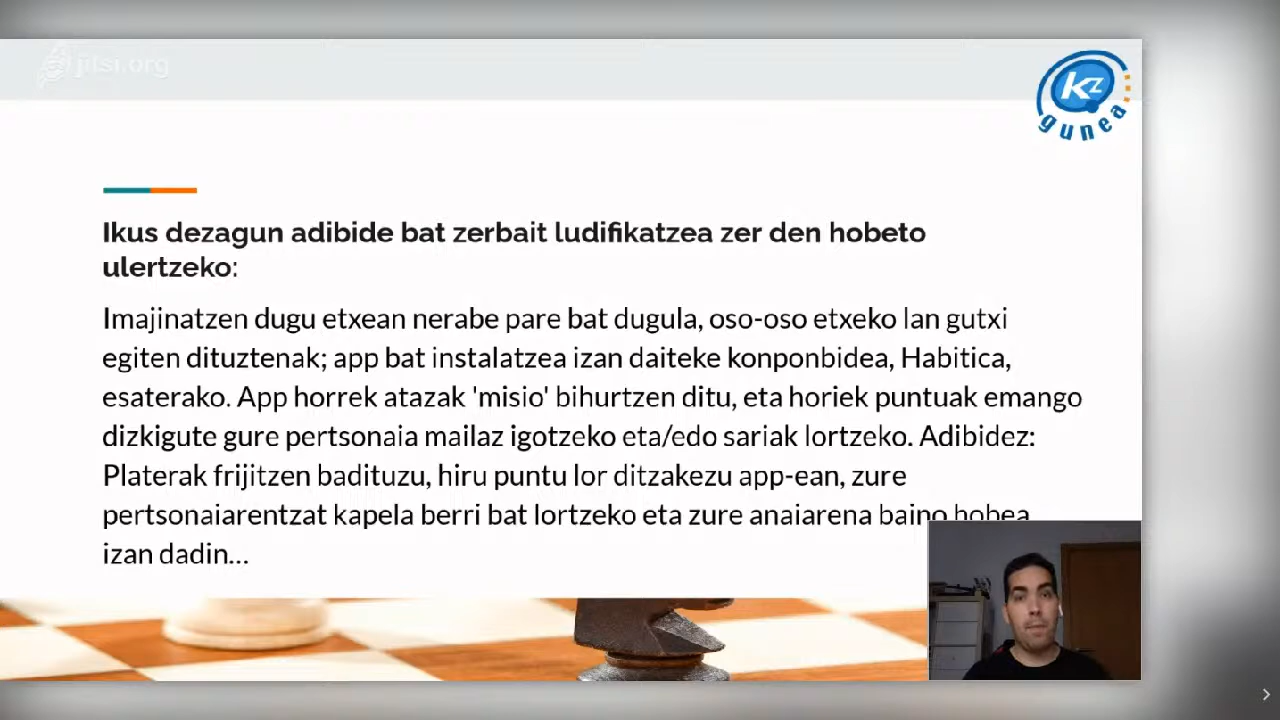 jitsi.org
kz
gunea
Ikus dezagun adibide bat zerbait ludifikatzea zer den hobeto
ulertzeko:
Imajinatzen dugu etxean nerabe pare bat dugula, oso-oso etxeko lan gutxi
egiten dituztenak; app bat instalatzea izan daiteke konponbidea, Habitica,
esaterako. App horrek atazak 'misio' bihurtzen ditu, eta horiek puntuak emango
dizkigute gure pertsonaia mailaz igotzeko eta/edo sariak lortzeko. Adibidez:
Platerak frijitzen badituzu, hiru puntu lor ditzakezu app-ean, zure
pertsonaiarentzat kapela berri bat lortzeko eta zure anaiarena baino hobea
izan dadin...